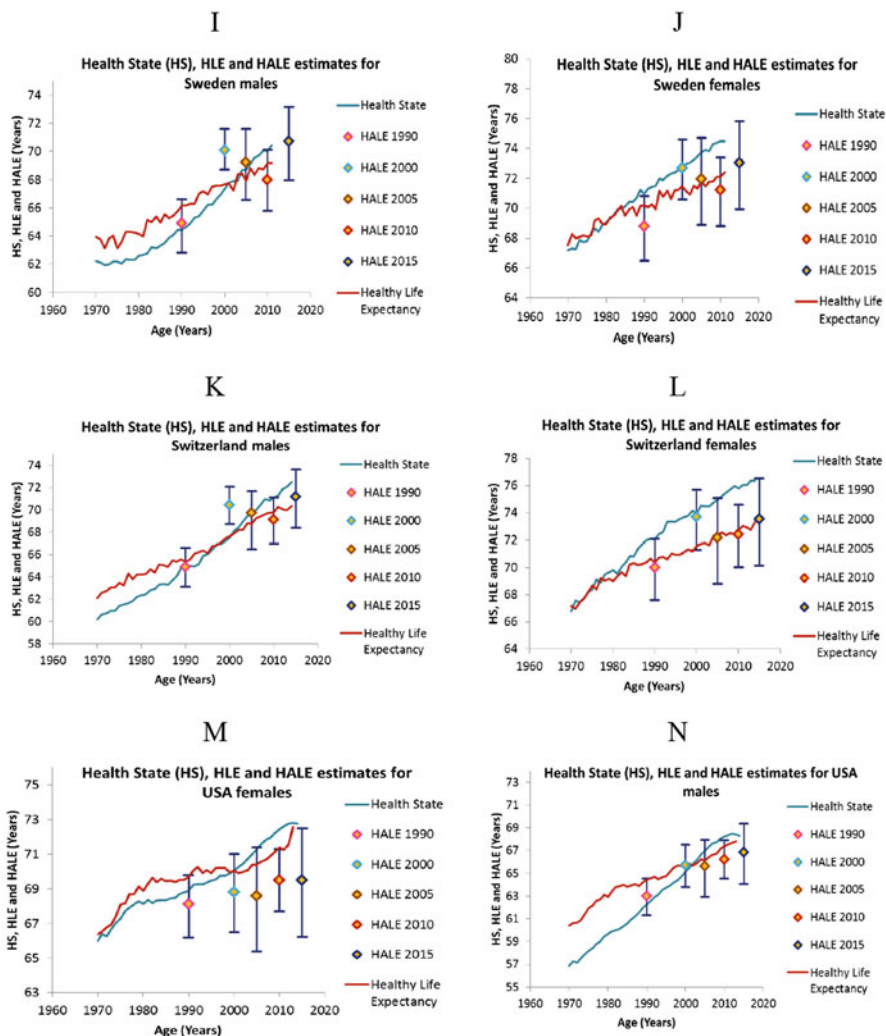 I
Health State (HS), HLE and HALE estimates for
Sweden males
HS, HLE and HALE (Years)
74
72
70
68
66
64
62
60
1960 1970 1980 1990 2000 2010 2020
Age (Years)
Health State
HALE 1990
HALE 2000
HALE 2005
HALE 2010
HALE 2015
Healthy Life
Expectancy
J
Health State (HS), HLE and HALE estimates for
Sweden females
HS, HLE and HALE (Years)
80
78
76
74
72
70
68
66
64
1960 1970 1980 1990 2000 2010 2020
Age (Years)
Health State
HALE 1990
HALE 2000
HALE 2005
HALE 2010
HALE 2015
Healthy Life
Expectancy
K
Health State (HS), HLE and HALE estimates for
Switzerland males
HS, HLE and HALE (Years)
74
72
70
68
66
64
62
60
58
1960 1970 1980 1990 2000 2010 2020
Age (Years)
Health State
HALE 1990
HALE 2000
HALE 2005
HALE 2010
HALE 2015
Healthy Life
Expectancy
L
Health State (HS), HLE and HALE estimates for
Switzerland females
HS, HLE and HALE (Years)
78
76
74
72
70
68
66
64
1960 1970 1980 1990 2000 2010 2020
Age (Years)
Health State
HALE 1990
HALE 2000
HALE 2005
HALE 2010
HALE 2015
Healthy Life
Expectancy
M
Health State (HS), HLE and HALE estimates for
USA females
HS, HLE and HALE (Years)
75
73
71
69
67
65
63
1960 1970 1980 1990 2000 2010 2020
Age (Years)
Health State
HALE 1990
HALE 2000
HALE 2005
HALE 2010
HALE 2015
Healthy Life
Expectancy
N
Health State (HS), HLE and HALE estimates for USA
males
HS, HLE and HALE (Years)
73
71
69
67
65
63
61
59
57
55
1960 1970 1980 1990 2000 2010 2020
Age (Years)
Health State
HALE 1990
HALE 2000
HALE 2005
HALE 2010
HALE 2015
Healthy Life
Expectancy